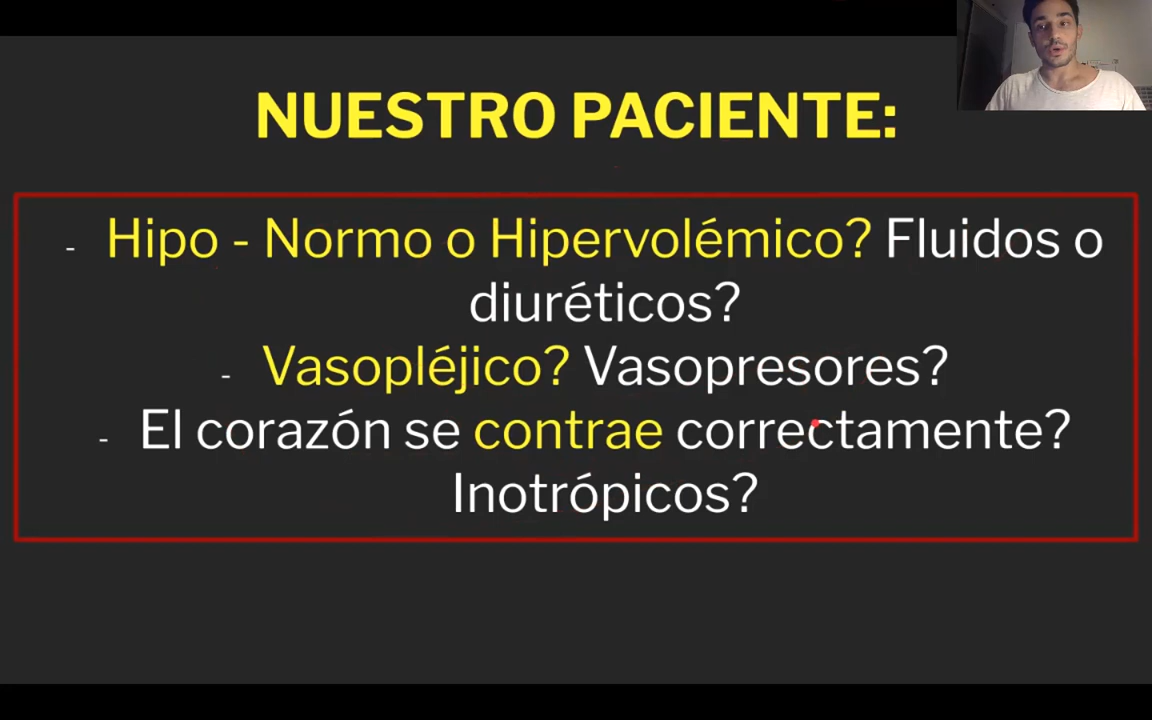 NUESTRO PACIENTE:
- Hipo - Normo o Hipervolémico? Fluidos o
diuréticos?
- Vasopléjico? Vasopresores?
- El corazón se contrae correctamente?
Inotrópicos?